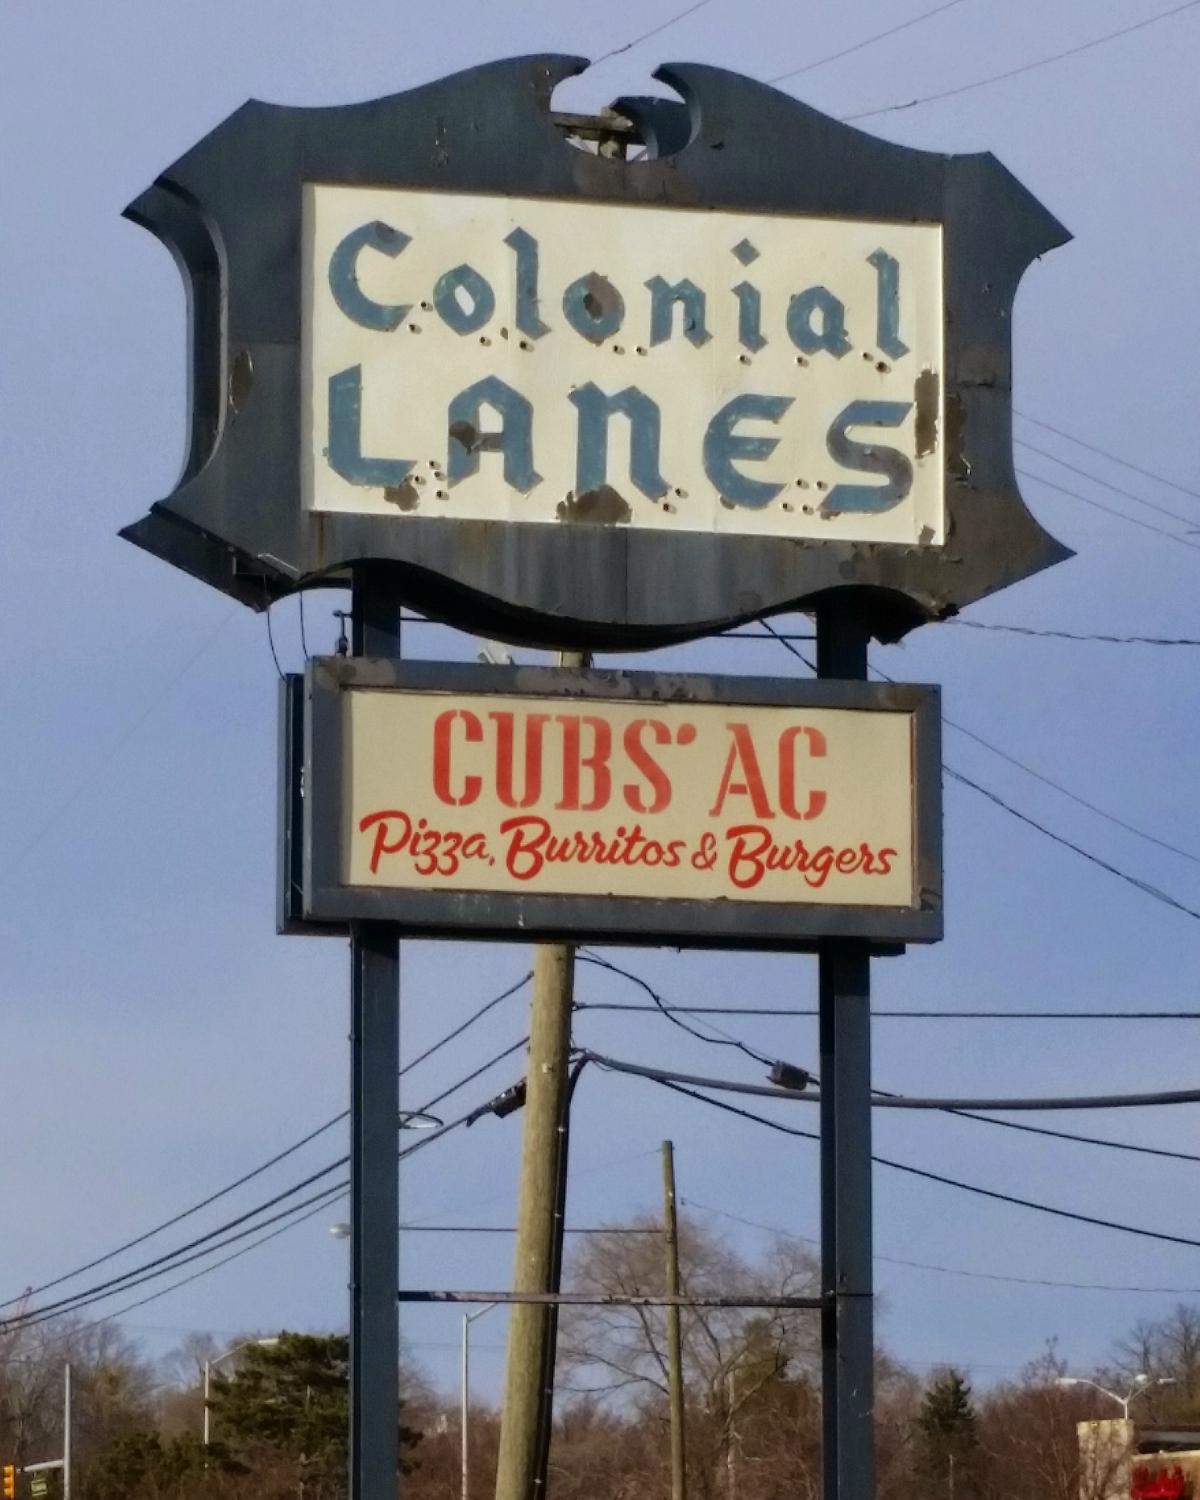 Colonial
LANES
CUBS' AC
Pizza, Burritos & Burgers